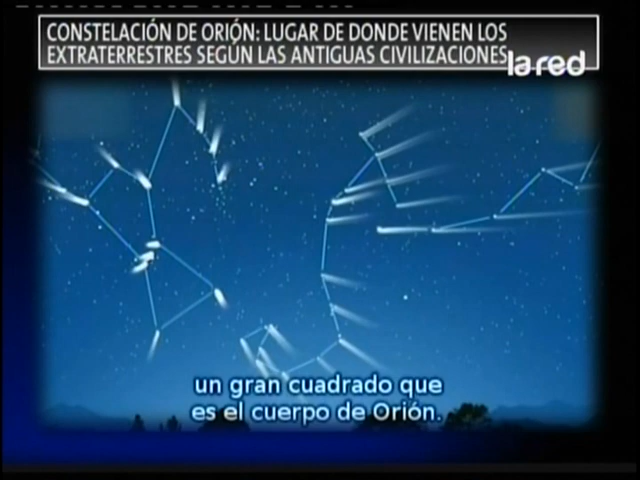 CONSTELACIÓN DE ORIÓN: LUGAR DE DONDE VIENEN LOS
EXTRATERRESTRES SEGÚN LAS ANTIGUAS CIVILIZACIONES
la red
un gran cuadrado que
es el cuerpo de Orión.